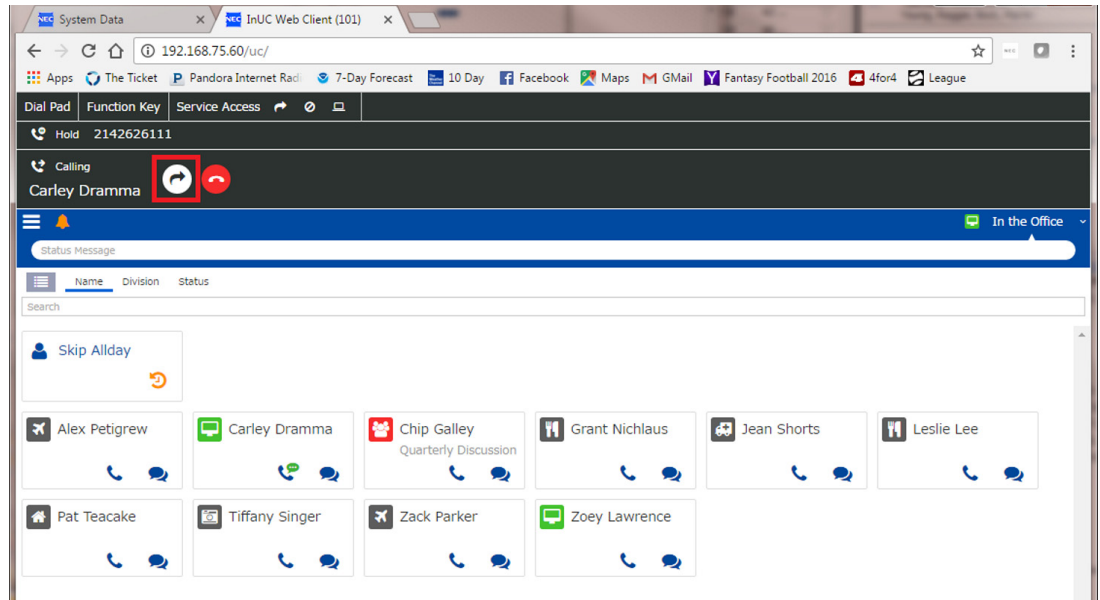 NEC System Data
NEC InUC Web Client (101)
192.168.75.60/uc/
Apps The Ticket Pandora Internet Radi 7-Day Forecast 10 Day Facebook Maps GMail Fantasy Football 2016 4for4 League
Dial Pad Function Key Service Access
Hold 2142626111
Calling
Carley Dramma
In the Office
Status Message
Name Division Status
Search
Skip Allday
Alex Petigrew Carley Dramma Chip Galley Grant Nichlaus Jean Shorts Leslie Lee
Quarterly Discussion
Pat Teacake Tiffany Singer Zack Parker Zoey Lawrence